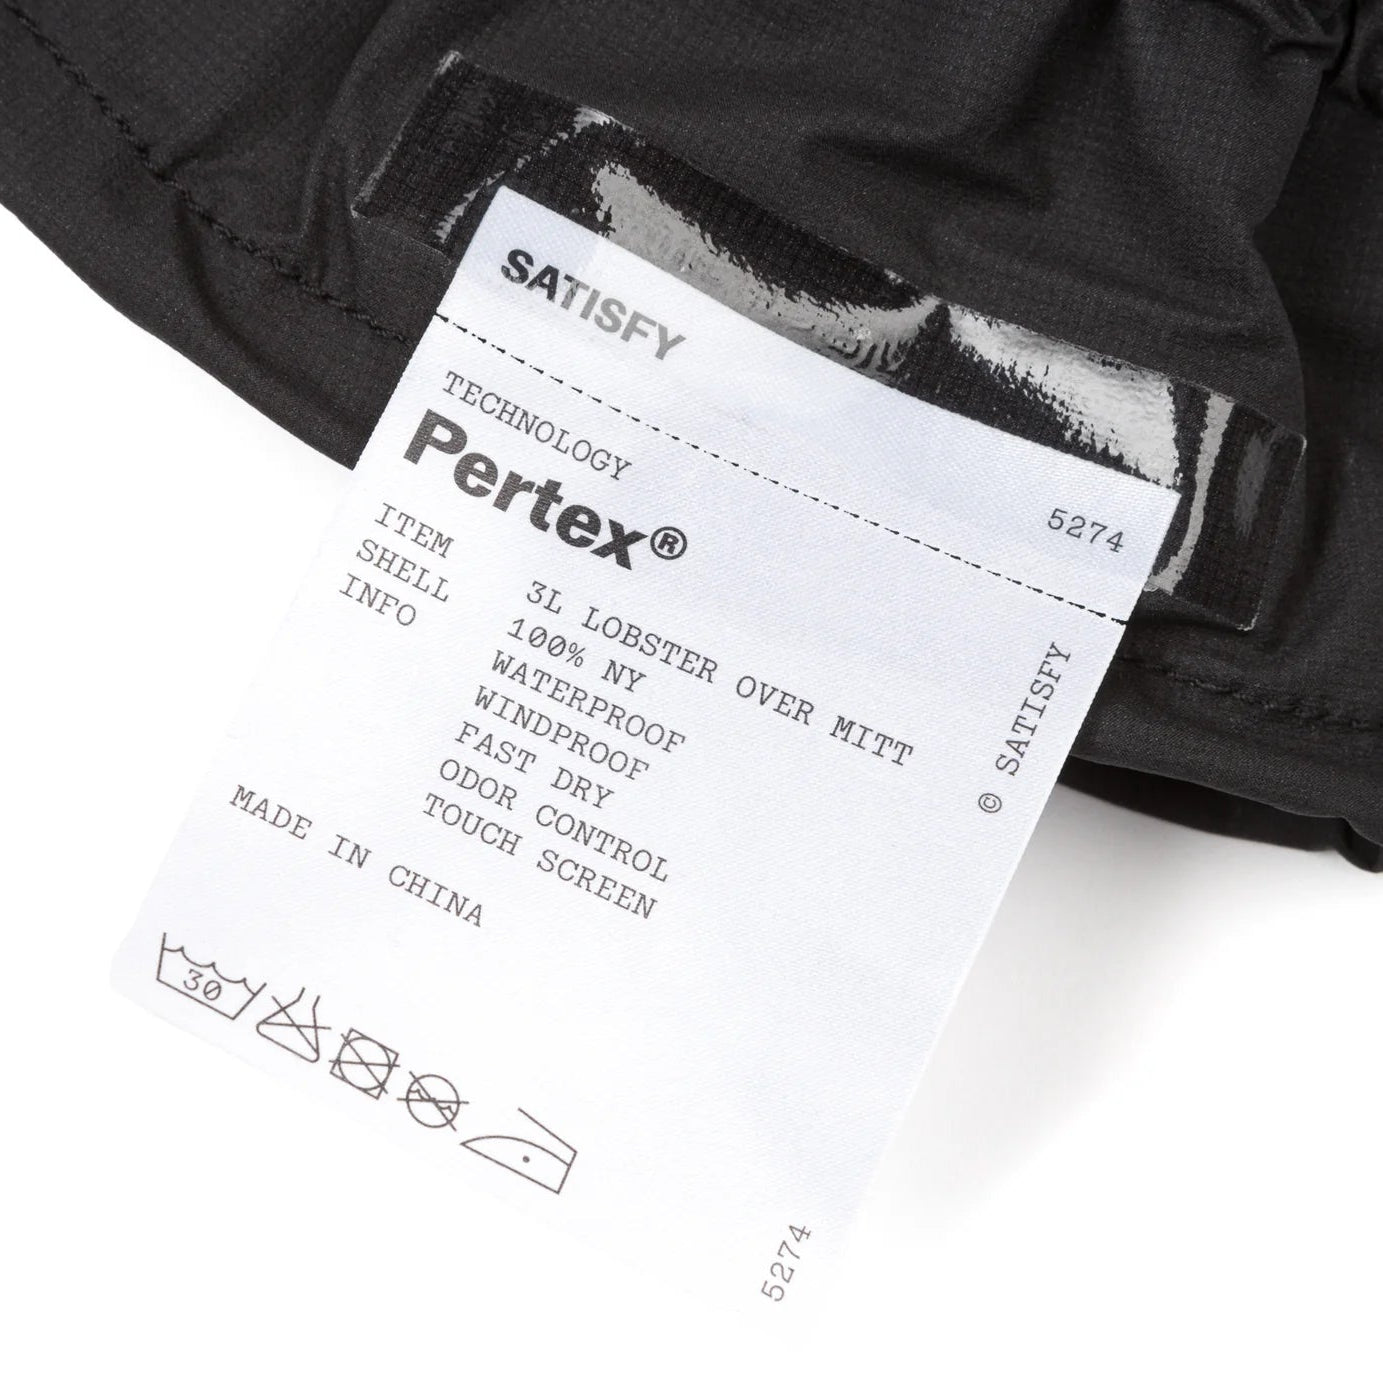 SATISFY
5274
TECHNOLOGY
Pertex®
ITEM 3L LOBSTER OVER MITT
SHELL 100% NY
INFO WATERPROOF
WINDPROOF
FAST DRY
ODOR CONTROL
TOUCH SCREEN
MADE IN CHINA
© SATISFY
30
5274